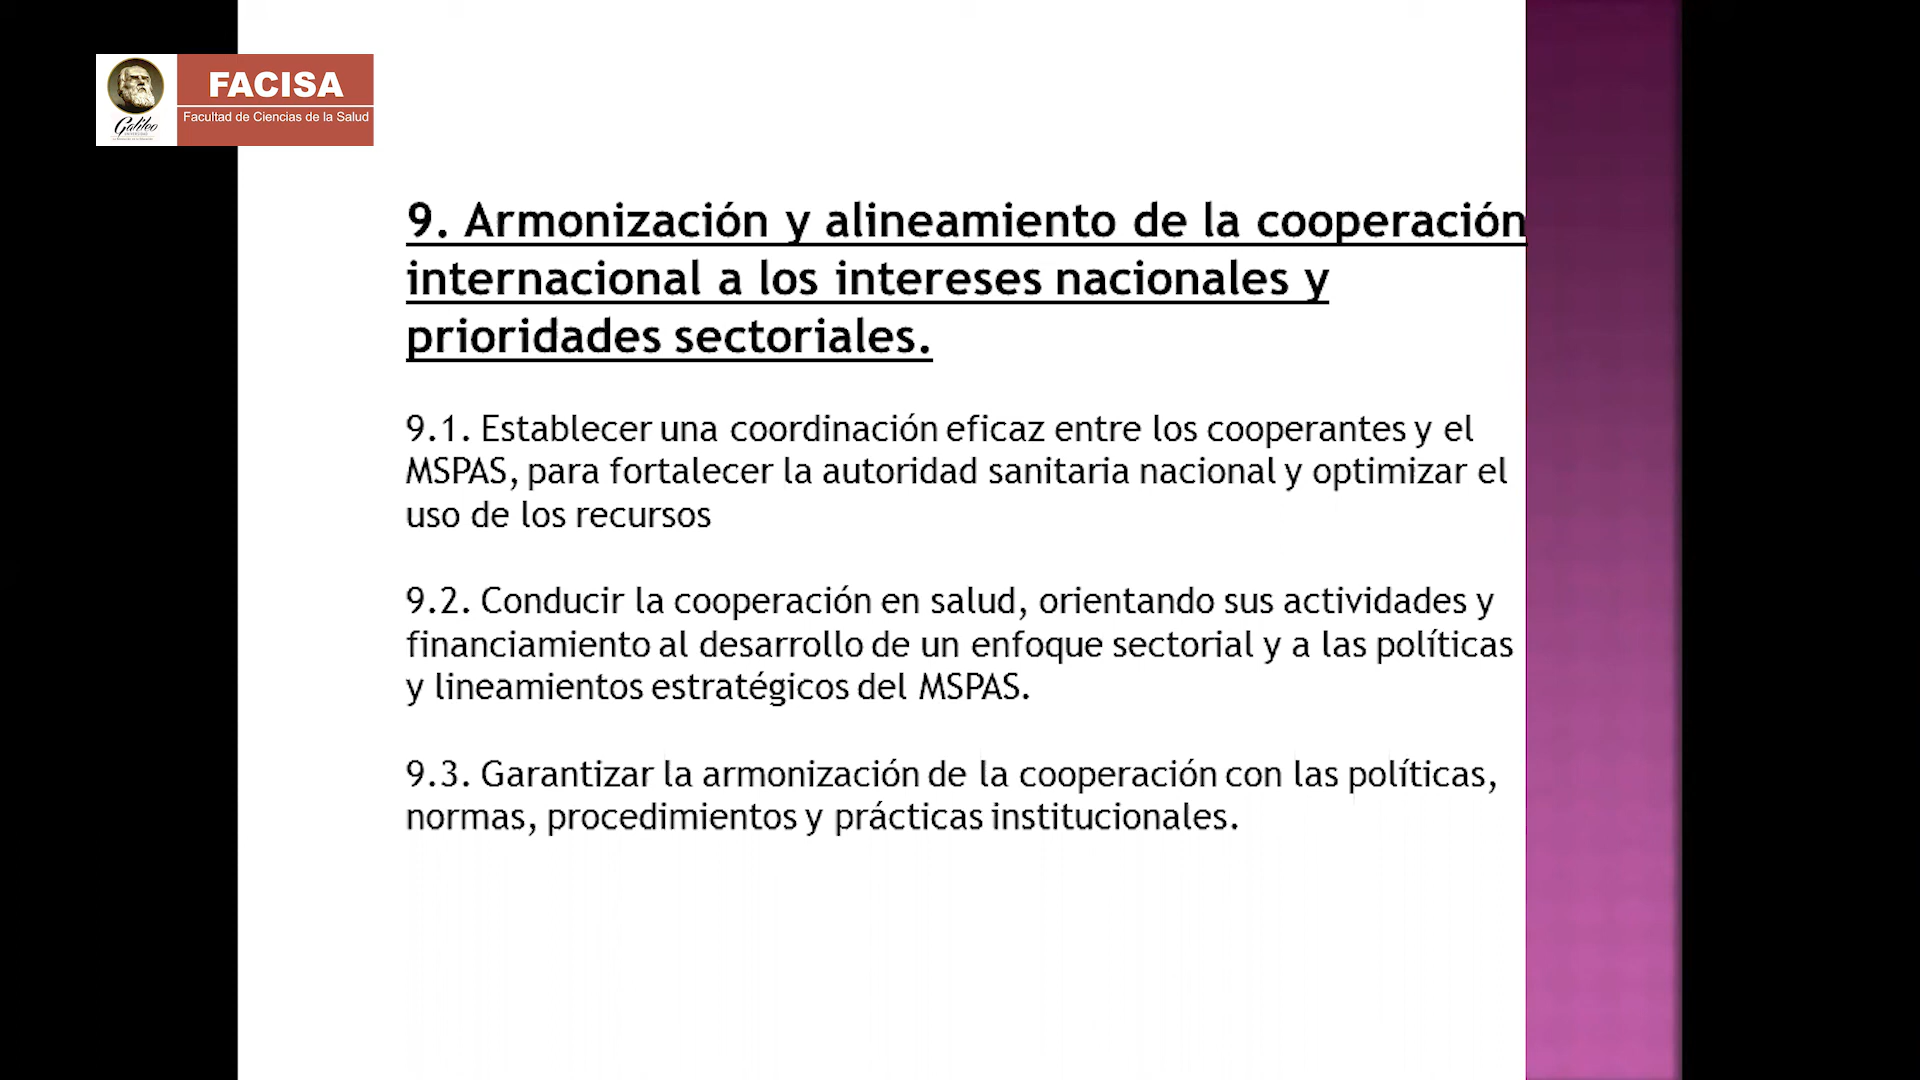 FACISA
Facultad de Ciencias de la Salud
Galileo
9. Armonización y alineamiento de la cooperación
internacional a los intereses nacionales y
prioridades sectoriales.
9.1. Establecer una coordinación eficaz entre los cooperantes y el
MSPAS, para fortalecer la autoridad sanitaria nacional y optimizar el
uso de los recursos
9.2. Conducir la cooperación en salud, orientando sus actividades y
financiamiento al desarrollo de un enfoque sectorial y a las políticas
y lineamientos estratégicos del MSPAS.
9.3. Garantizar la armonización de la cooperación con las políticas,
normas, procedimientos y prácticas institucionales.